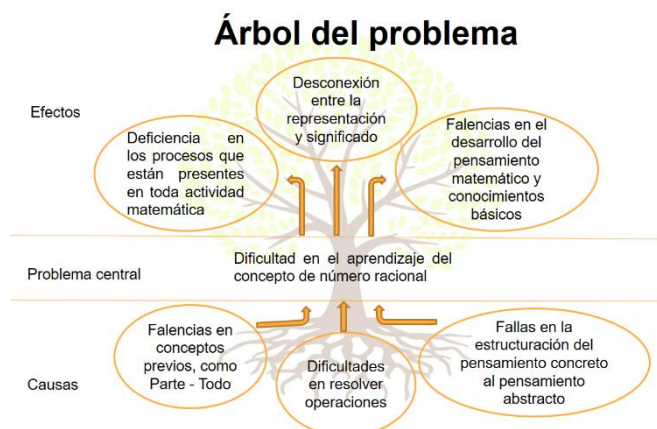 Árbol del problema
Efectos
Desconexión
entre la
representación
y significado
Deficiencia en
los procesos que
están presentes
en toda actividad
matemática
Falencias en el
desarrollo del
pensamiento
matemático y
conocimientos
básicos
Problema central
Dificultad en el aprendizaje del
concepto de número racional
Causas
Falencias en
conceptos
previos, como
Parte - Todo
Dificultades
en resolver
operaciones
Fallas en la
estructuración del
pensamiento concreto
al pensamiento
abstracto